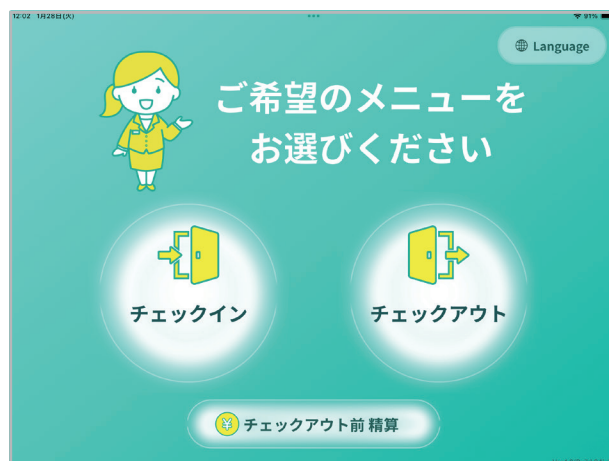 12:02 1月28日(火)
91%
Language
ご希望のメニューを
お選びください
チェックイン
チェックアウト
¥ チェックアウト前 精算